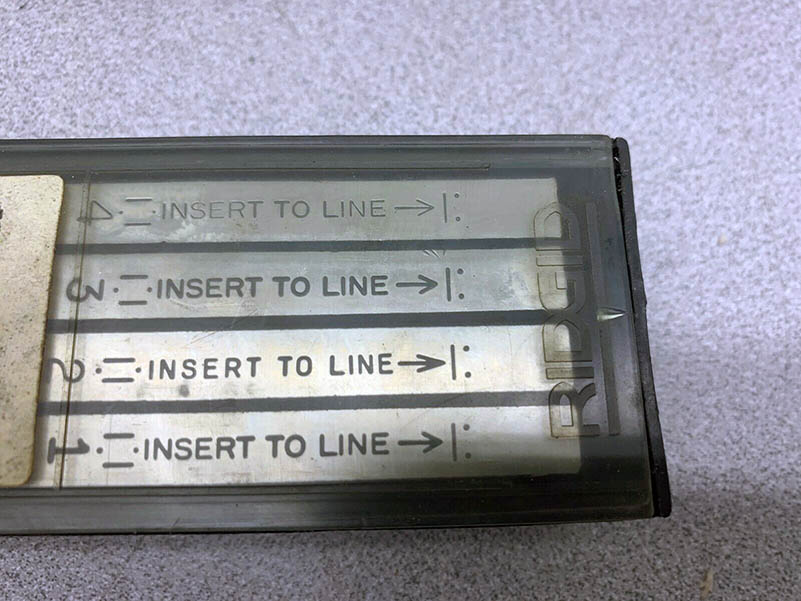 4 INSERT TO LINE →
3 INSERT TO LINE →
2 INSERT TO LINE →
1 INSERT TO LINE →
RIDGID